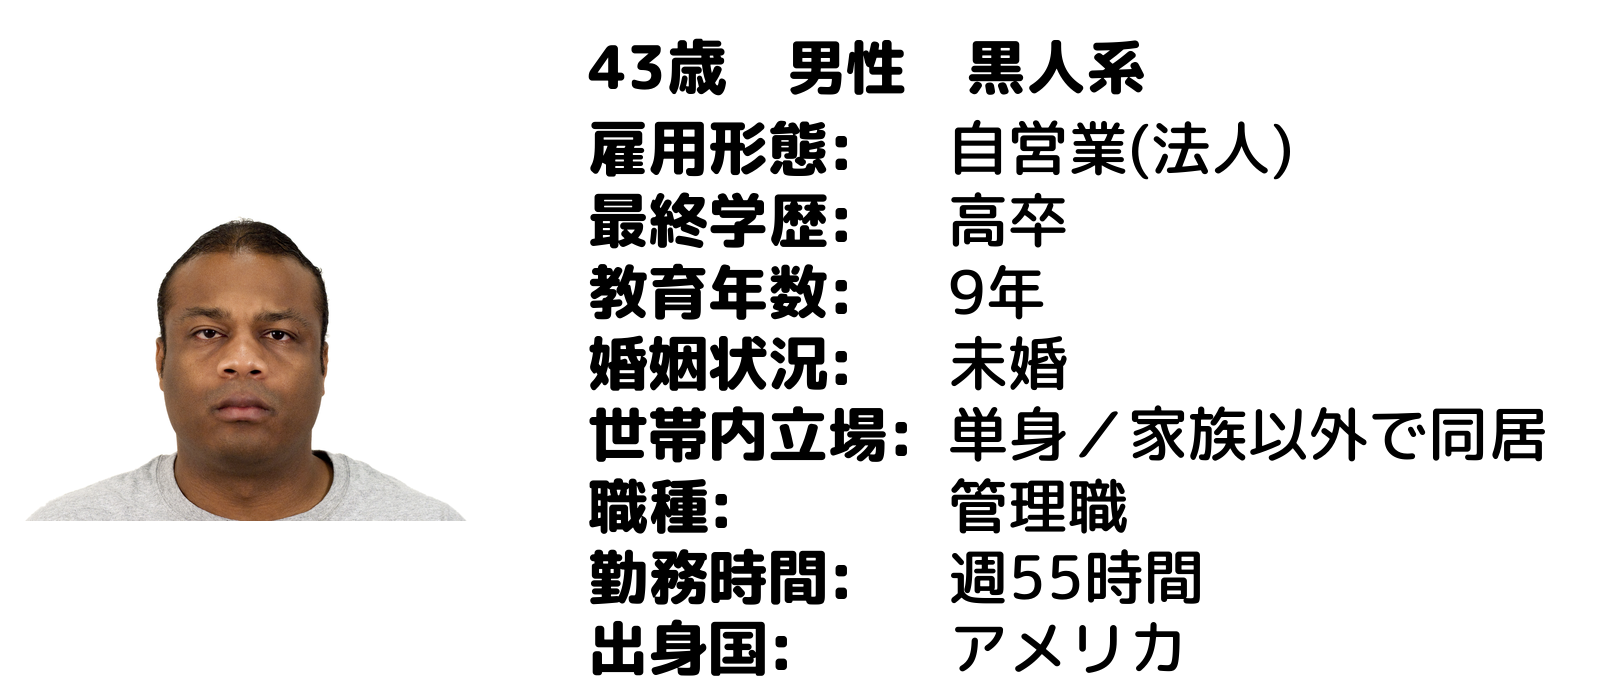 43歳　男性　黒人系
雇用形態:　自営業(法人)
最終学歴:　高卒
教育年数:　9年
婚姻状況:　未婚
世帯内立場:　単身／家族以外で同居
職種:　管理職
勤務時間:　週55時間
出身国:　アメリカ